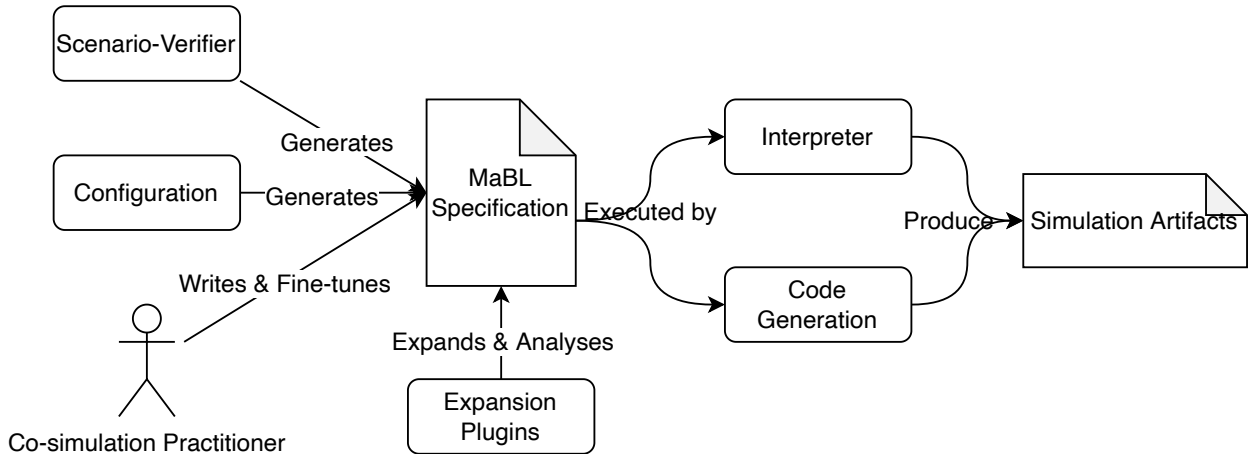 Scenario-Verifier
Generates
Configuration
Generates
Writes & Fine-tunes
Co-simulation Practitioner
MaBL
Specification
Expands & Analyses
Expansion
Plugins
Executed by
Interpreter
Code
Generation
Produce
Simulation Artifacts